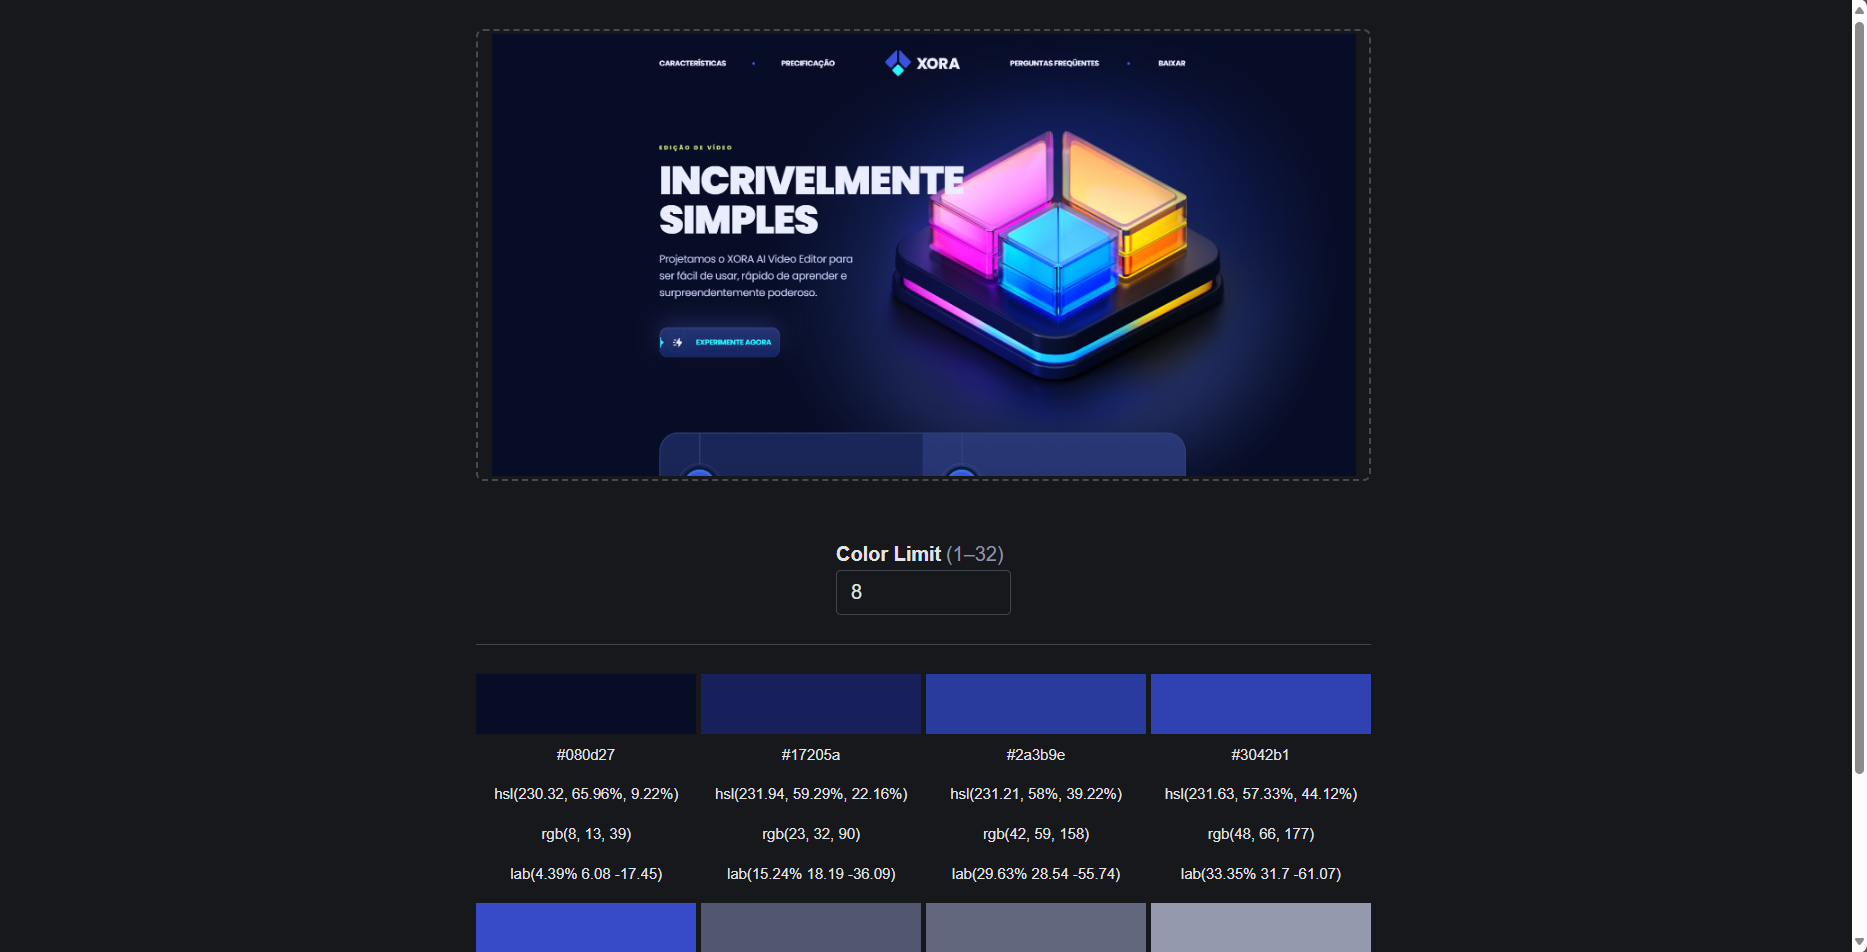 CARACTERÍSTICAS
PRECIFICAÇÃO
XORA
PERGUNTAS FREQÜENTES
BAIXAR
EDIÇÃO DE VÍDEO
INCRIVELMENTE
SIMPLES
Projetamos o XORA AI Video Editor para
ser fácil de usar, rápido de aprender e
surpreendentemente poderoso.
EXPERIMENTE AGORA
Color Limit (1–32)
8
#080d27
#17205a
#2a3b9e
#3042b1
hsl(230.32, 65.96%, 9.22%)
hsl(231.94, 59.29%, 22.16%)
hsl(231.21, 58%, 39.22%)
hsl(231.63, 57.33%, 44.12%)
rgb(8, 13, 39)
rgb(23, 32, 90)
rgb(42, 59, 158)
rgb(48, 66, 177)
lab(4.39% 6.08 -17.45)
lab(15.24% 18.19 -36.09)
lab(29.63% 28.54 -55.74)
lab(33.35% 31.7 -61.07)